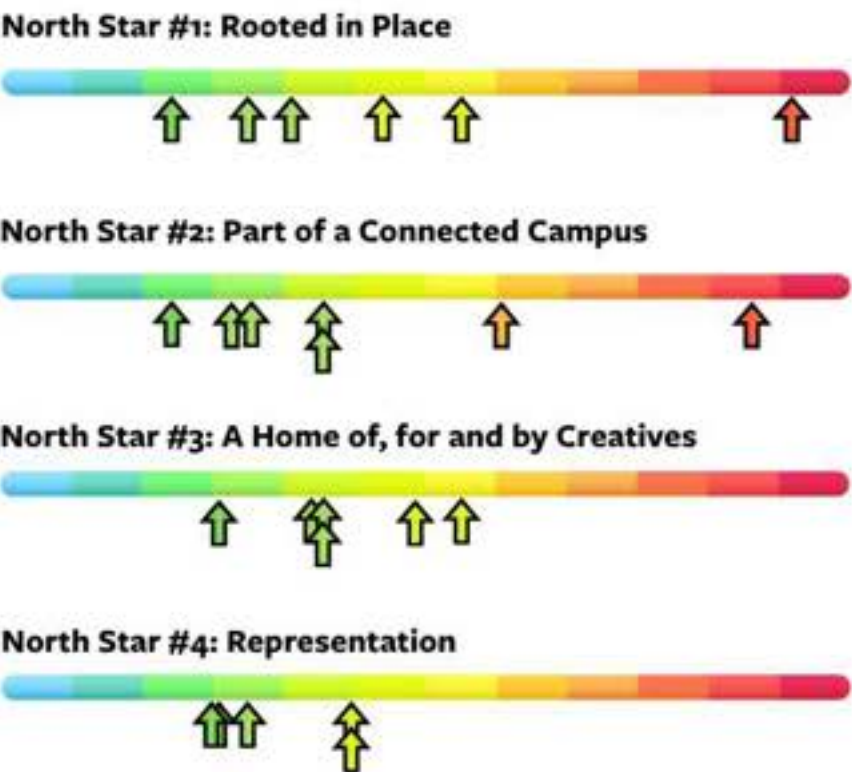 North Star #1: Rooted in Place
North Star #2: Part of a Connected Campus
North Star #3: A Home of, for and by Creatives
North Star #4: Representation